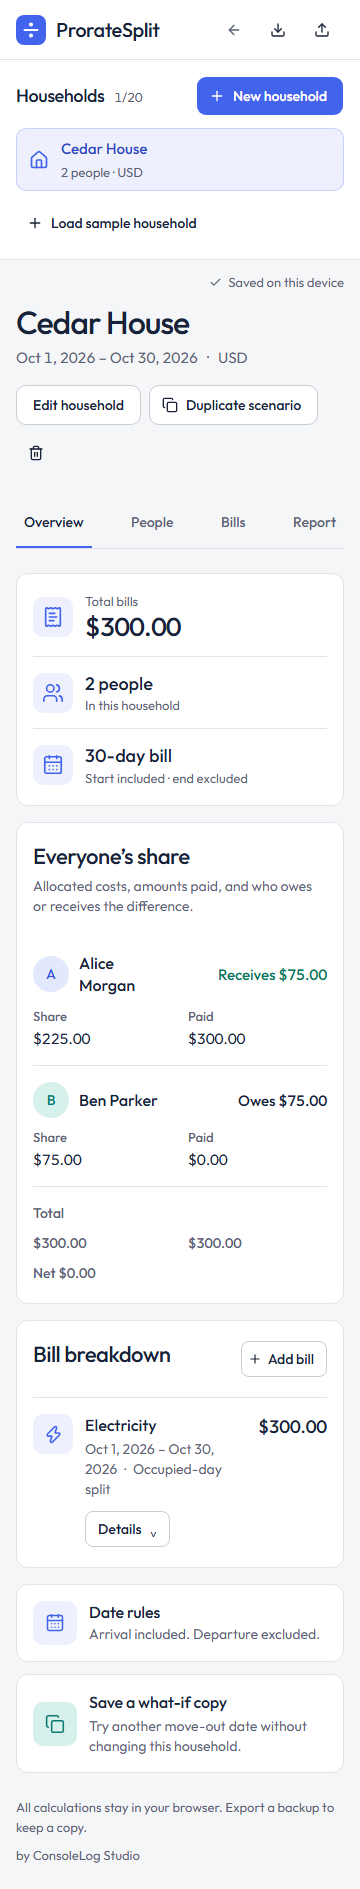 ProrateSplit
Households 1/20
New household
Cedar House
2 people · USD
Load sample household
Saved on this device
Cedar House
Oct 1, 2026 – Oct 30, 2026 · USD
Edit household
Duplicate scenario
Overview
People
Bills
Report
Total bills
$300.00
2 people
In this household
30-day bill
Start included · end excluded
Everyone’s share
Allocated costs, amounts paid, and who owes
or receives the difference.
A
Alice
Morgan
Receives $75.00
Share
Paid
$225.00
$300.00
B
Ben Parker
Owes $75.00
Share
Paid
$75.00
$0.00
Total
$300.00
$300.00
Net $0.00
Bill breakdown
Add bill
Electricity
$300.00
Oct 1, 2026 – Oct 30,
2026 · Occupied-day
split
Details
Date rules
Arrival included. Departure excluded.
Save a what-if copy
Try another move-out date without
changing this household.
All calculations stay in your browser. Export a backup to
keep a copy.
by ConsoleLog Studio